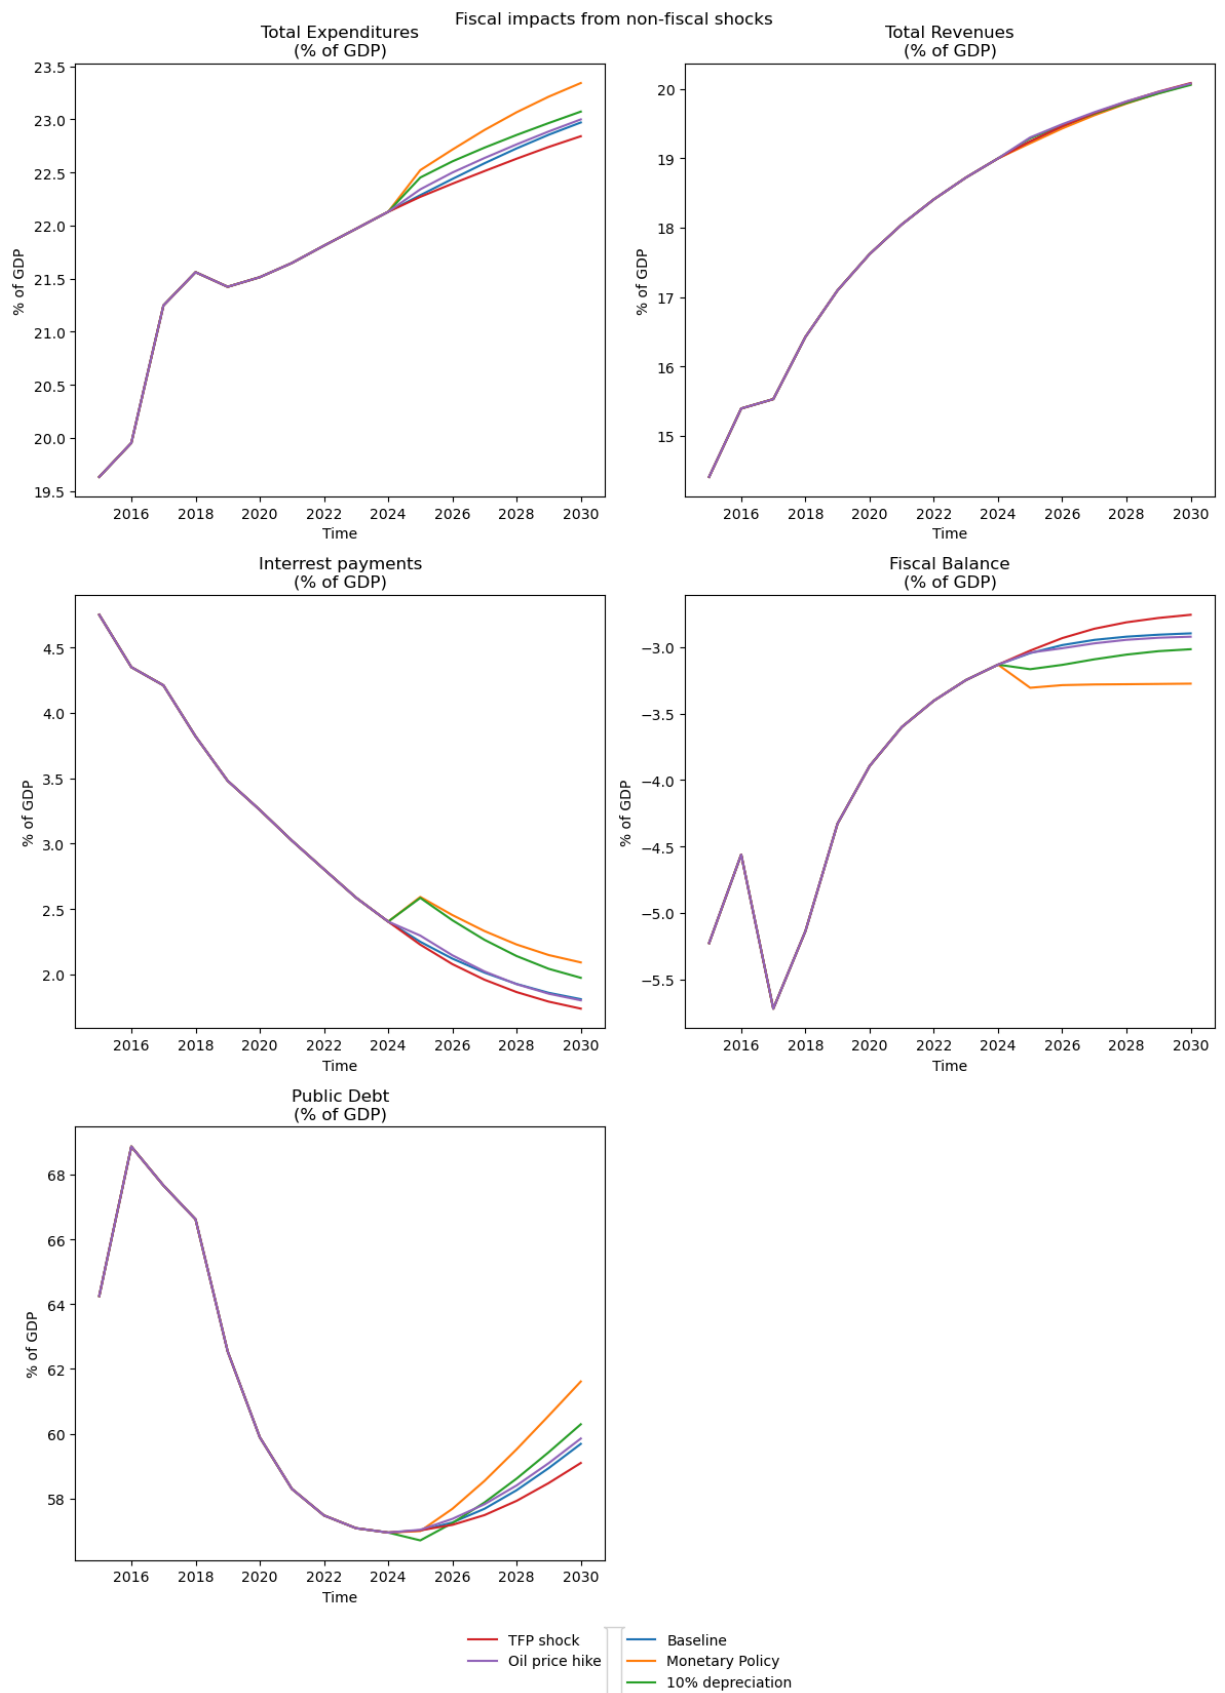 Fiscal impacts from non-fiscal shocks
Total Expenditures
(% of GDP)
23.5
23.0
22.5
22.0
21.5
21.0
20.5
20.0
19.5
% of GDP
2016 2018 2020 2022 2024 2026 2028 2030
Time
Total Revenues
(% of GDP)
20
19
18
17
16
15
% of GDP
2016 2018 2020 2022 2024 2026 2028 2030
Time
Interrest payments
(% of GDP)
4.5
4.0
3.5
3.0
2.5
2.0
% of GDP
2016 2018 2020 2022 2024 2026 2028 2030
Time
Fiscal Balance
(% of GDP)
−3.0
−3.5
−4.0
−4.5
−5.0
−5.5
% of GDP
2016 2018 2020 2022 2024 2026 2028 2030
Time
Public Debt
(% of GDP)
68
66
64
62
60
58
% of GDP
2016 2018 2020 2022 2024 2026 2028 2030
Time
TFP shock
Oil price hike
Baseline
Monetary Policy
10% depreciation